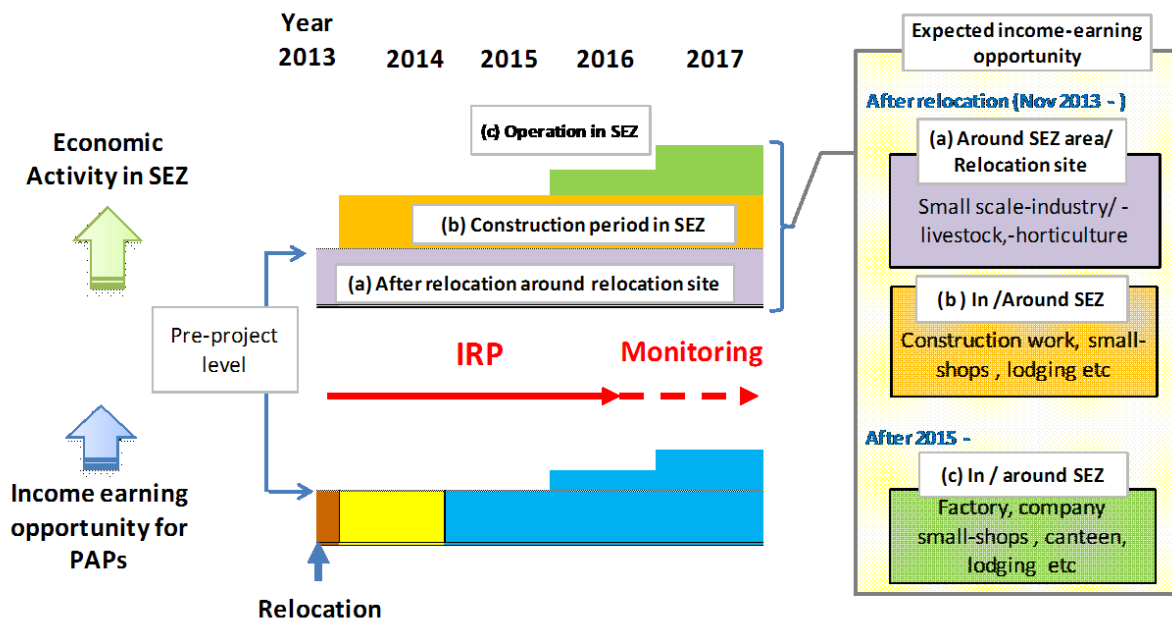 Year
2013
2014
2015
2016
2017
Economic
Activity in SEZ
(c) Operation in SEZ
(b) Construction period in SEZ
(a) After relocation around relocation site
Pre-project
level
IRP
Monitoring
Income earning
opportunity for
PAPs
Relocation
Expected income-earning
opportunity
After relocation (Nov 2013 - )
(a) Around SEZ area/
Relocation site
Small scale-industry/ -
livestock,-horticulture
(b ) In /Around SEZ
Construction work, small-
shops , lodging etc
After 2015 -
(c) In / around SEZ
Factory, company
small-shops , canteen,
lodging etc